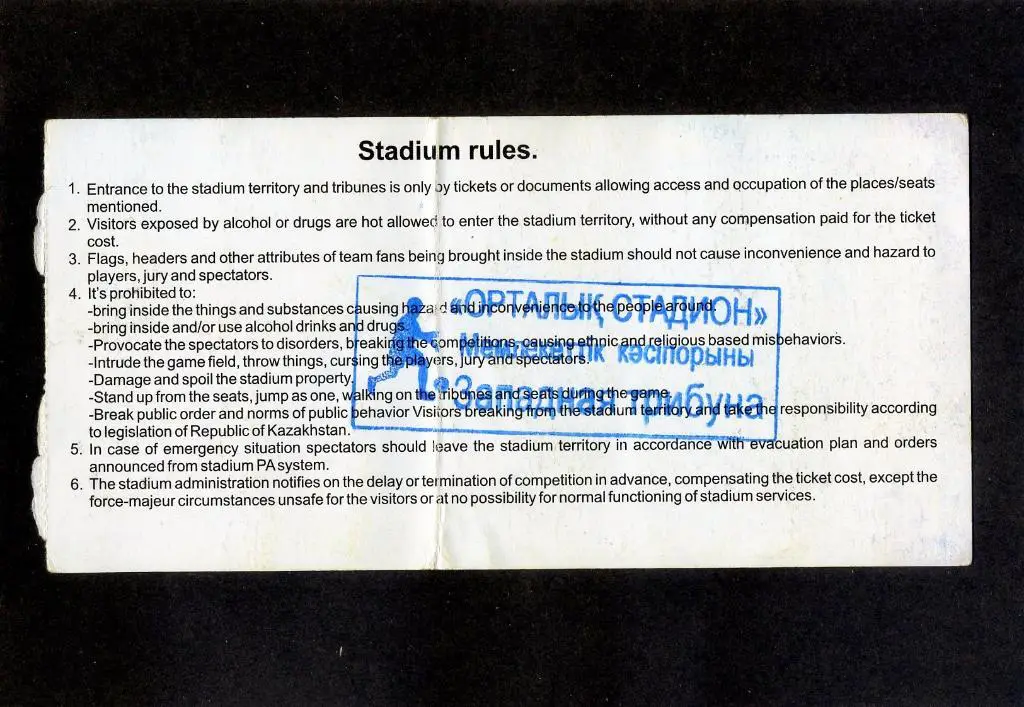 Stadium rules.
1. Entrance to the stadium territory and tribunes is only by tickets or documents allowing access and occupation of the places/seats
mentioned.
2. Visitors exposed by alcohol or drugs are hot allowed to enter the stadium territory, without any compensation paid for the ticket
cost.
3. Flags, headers and other attributes of team fans being brought inside the stadium should not cause inconvenience and hazard to
players, jury and spectators.
4. It's prohibited to:
-bring inside the things and substances causing hazard and inconvenience to the people around.
-bring inside and/or use alcohol drinks and drugs.
-Provocate the spectators to disorders, breaking the competitions, causing ethnic and religious based misbehaviors.
-Intrude the game field, throw things, cursing the players, jury and spectators.
-Damage and spoil the stadium property.
-Stand up from the seats, jump as one, walking on the tribunes and seats during the game.
-Break public order and norms of public behavior Visitors breaking from the stadium territory and take the responsibility according
to legislation of Republic of Kazakhstan.
5. In case of emergency situation spectators should leave the stadium territory in accordance with evacuation plan and orders
announced from stadium PA system.
6. The stadium administration notifies on the delay or termination of competition in advance, compensating the ticket cost, except the
force-majeur circumstances unsafe for the visitors or at no possibility for normal functioning of stadium services.
«ОРТАЛЫҚ СТАДИОН»
Мемлекеттік кәсіпорыны
Западная трибуна